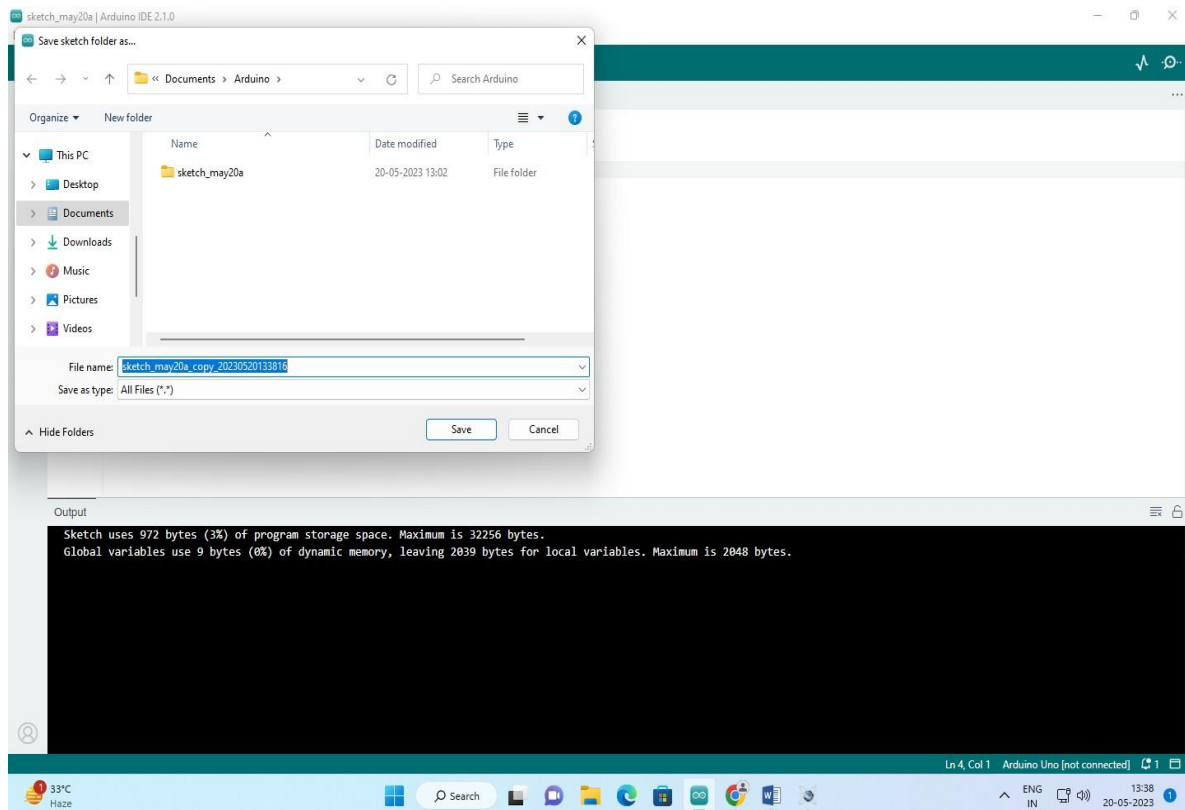 sketch_may20a | Arduino IDE 2.1.0
Save sketch folder as...
« Documents > Arduino >
Search Arduino
Organize New folder
Name Date modified Type
This PC
sketch_may20a 20-05-2023 13:02 File folder
Desktop
Documents
Downloads
Music
Pictures
Videos
File name: sketch_may20a_copy_20230520133816
Save as type: All Files (*.*)
Hide Folders Save Cancel
Output
Sketch uses 972 bytes (3%) of program storage space. Maximum is 32256 bytes.
Global variables use 9 bytes (0%) of dynamic memory, leaving 2039 bytes for local variables. Maximum is 2048 bytes.
Ln 4, Col 1 Arduino Uno [not connected] 1
1 33°C
Haze
Search
ENG
IN
13:38
20-05-2023
1